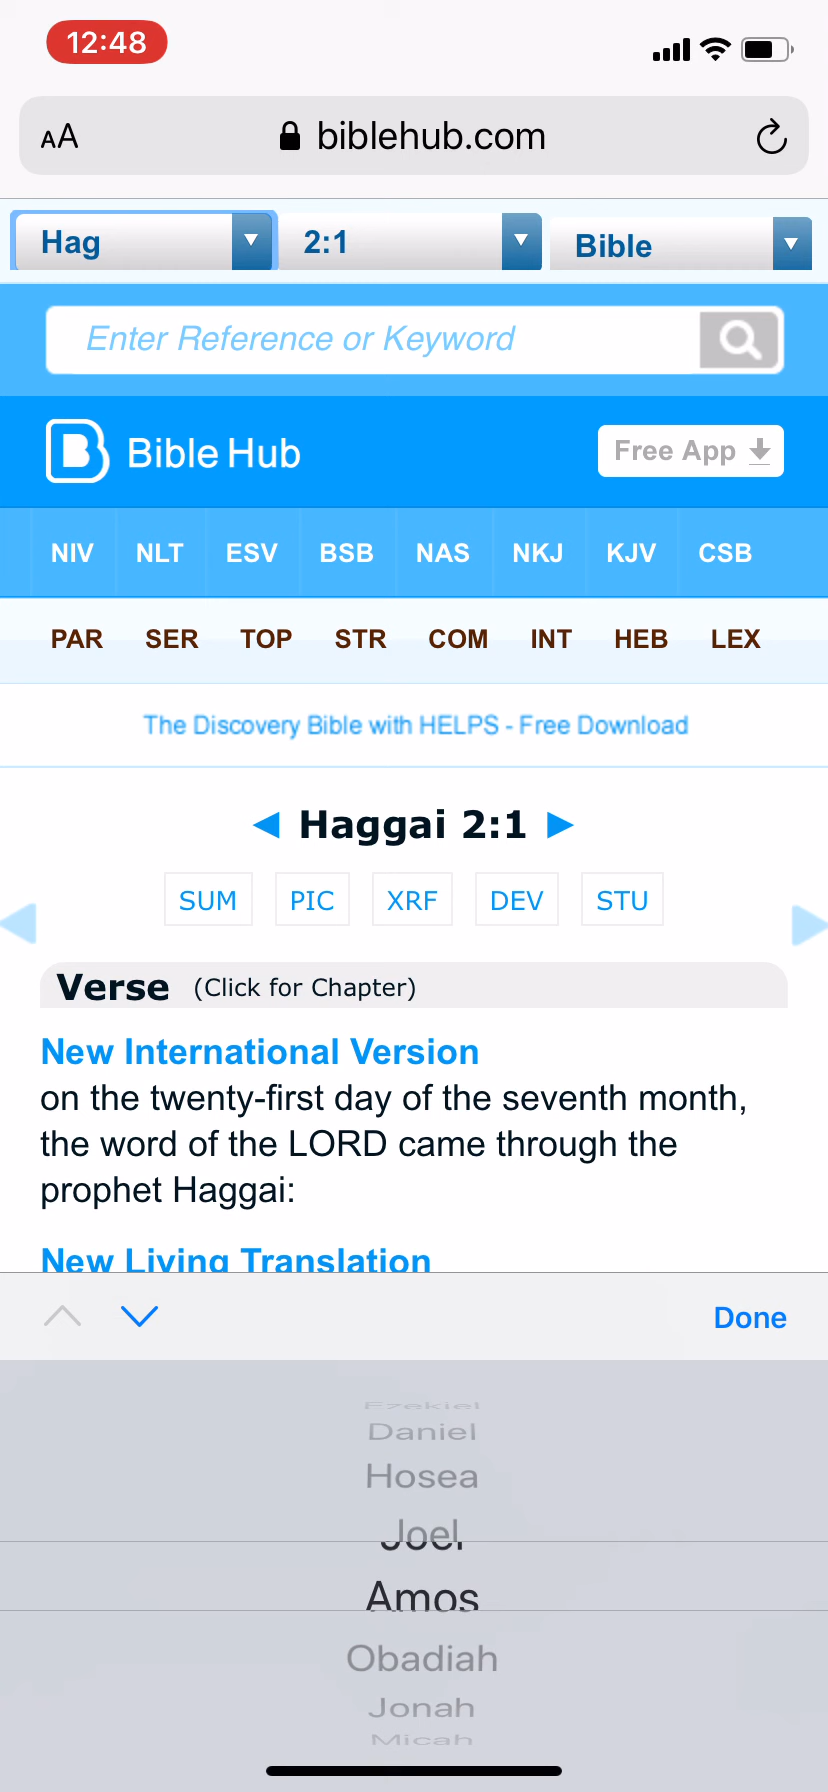 12:48
AA biblehub.com
Hag 2:1 Bible
Enter Reference or Keyword
B Bible Hub Free App
NIV NLT ESV BSB NAS NKJ KJV CSB
PAR SER TOP STR COM INT HEB LEX
The Discovery Bible with HELPS - Free Download
Haggai 2:1
SUM PIC XRF DEV STU
Verse (Click for Chapter)
New International Version
on the twenty-first day of the seventh month,
the word of the LORD came through the
prophet Haggai:
New Living Translation
Done
Ezekiel
Daniel
Hosea
Joel
Amos
Obadiah
Jonah
Micah